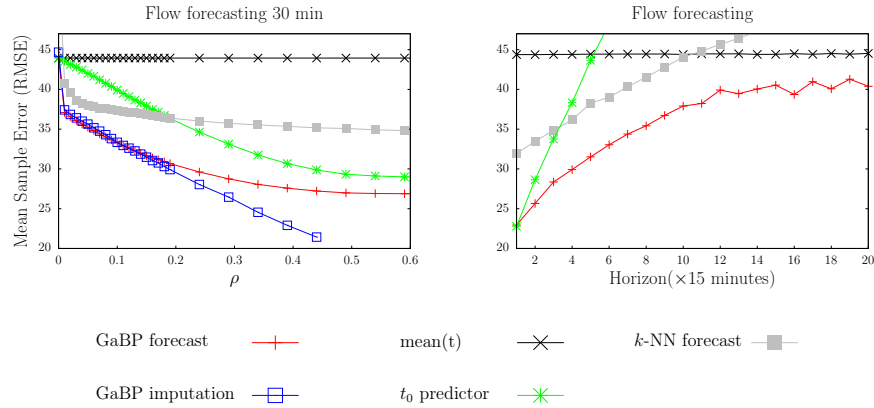 Flow forecasting 30 min
Mean Sample Error (RMSE)
45
40
35
30
25
20
0
0.1
0.2
0.3
0.4
0.5
0.6
ρ
Flow forecasting
45
40
35
30
25
20
2
4
6
8
10
12
14
16
18
20
Horizon(×15 minutes)
GaBP forecast
mean(t)
k-NN forecast
GaBP imputation
t₀ predictor